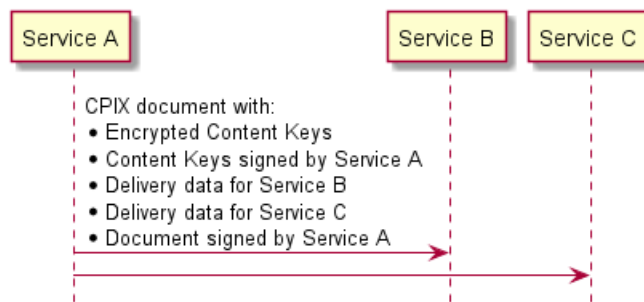 Service A
Service B
Service C
CPIX document with:
• Encrypted Content Keys
• Content Keys signed by Service A
• Delivery data for Service B
• Delivery data for Service C
• Document signed by Service A